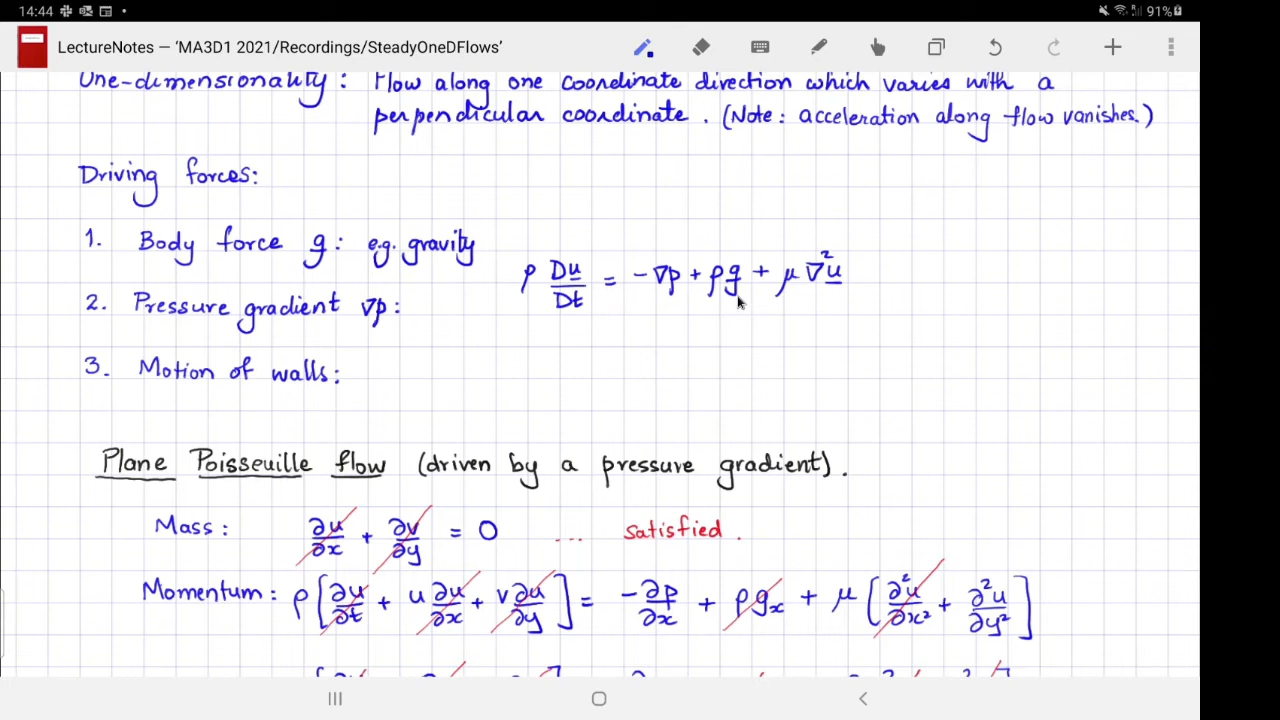 14:44
91%
LectureNotes — ‘MA3D1 2021/Recordings/SteadyOneDFlows’
One-dimensionality : Flow along one coordinate direction which varies with a
perpendicular coordinate. (Note: acceleration along flow vanishes.)
Driving forces:
1. Body force g: e.g. gravity
ρ Du/Dt = -∇p + ρg + μ∇²u
2. Pressure gradient ∇p:
3. Motion of walls:
Plane Poisseuille flow (driven by a pressure gradient).
Mass: ∂u/∂x + ∂v/∂y = 0 ... satisfied.
Momentum: ρ[∂u/∂t + u ∂u/∂x + v ∂u/∂y] = -∂p/∂x + ρgₓ + μ[∂²u/∂x² + ∂²u/∂y²]